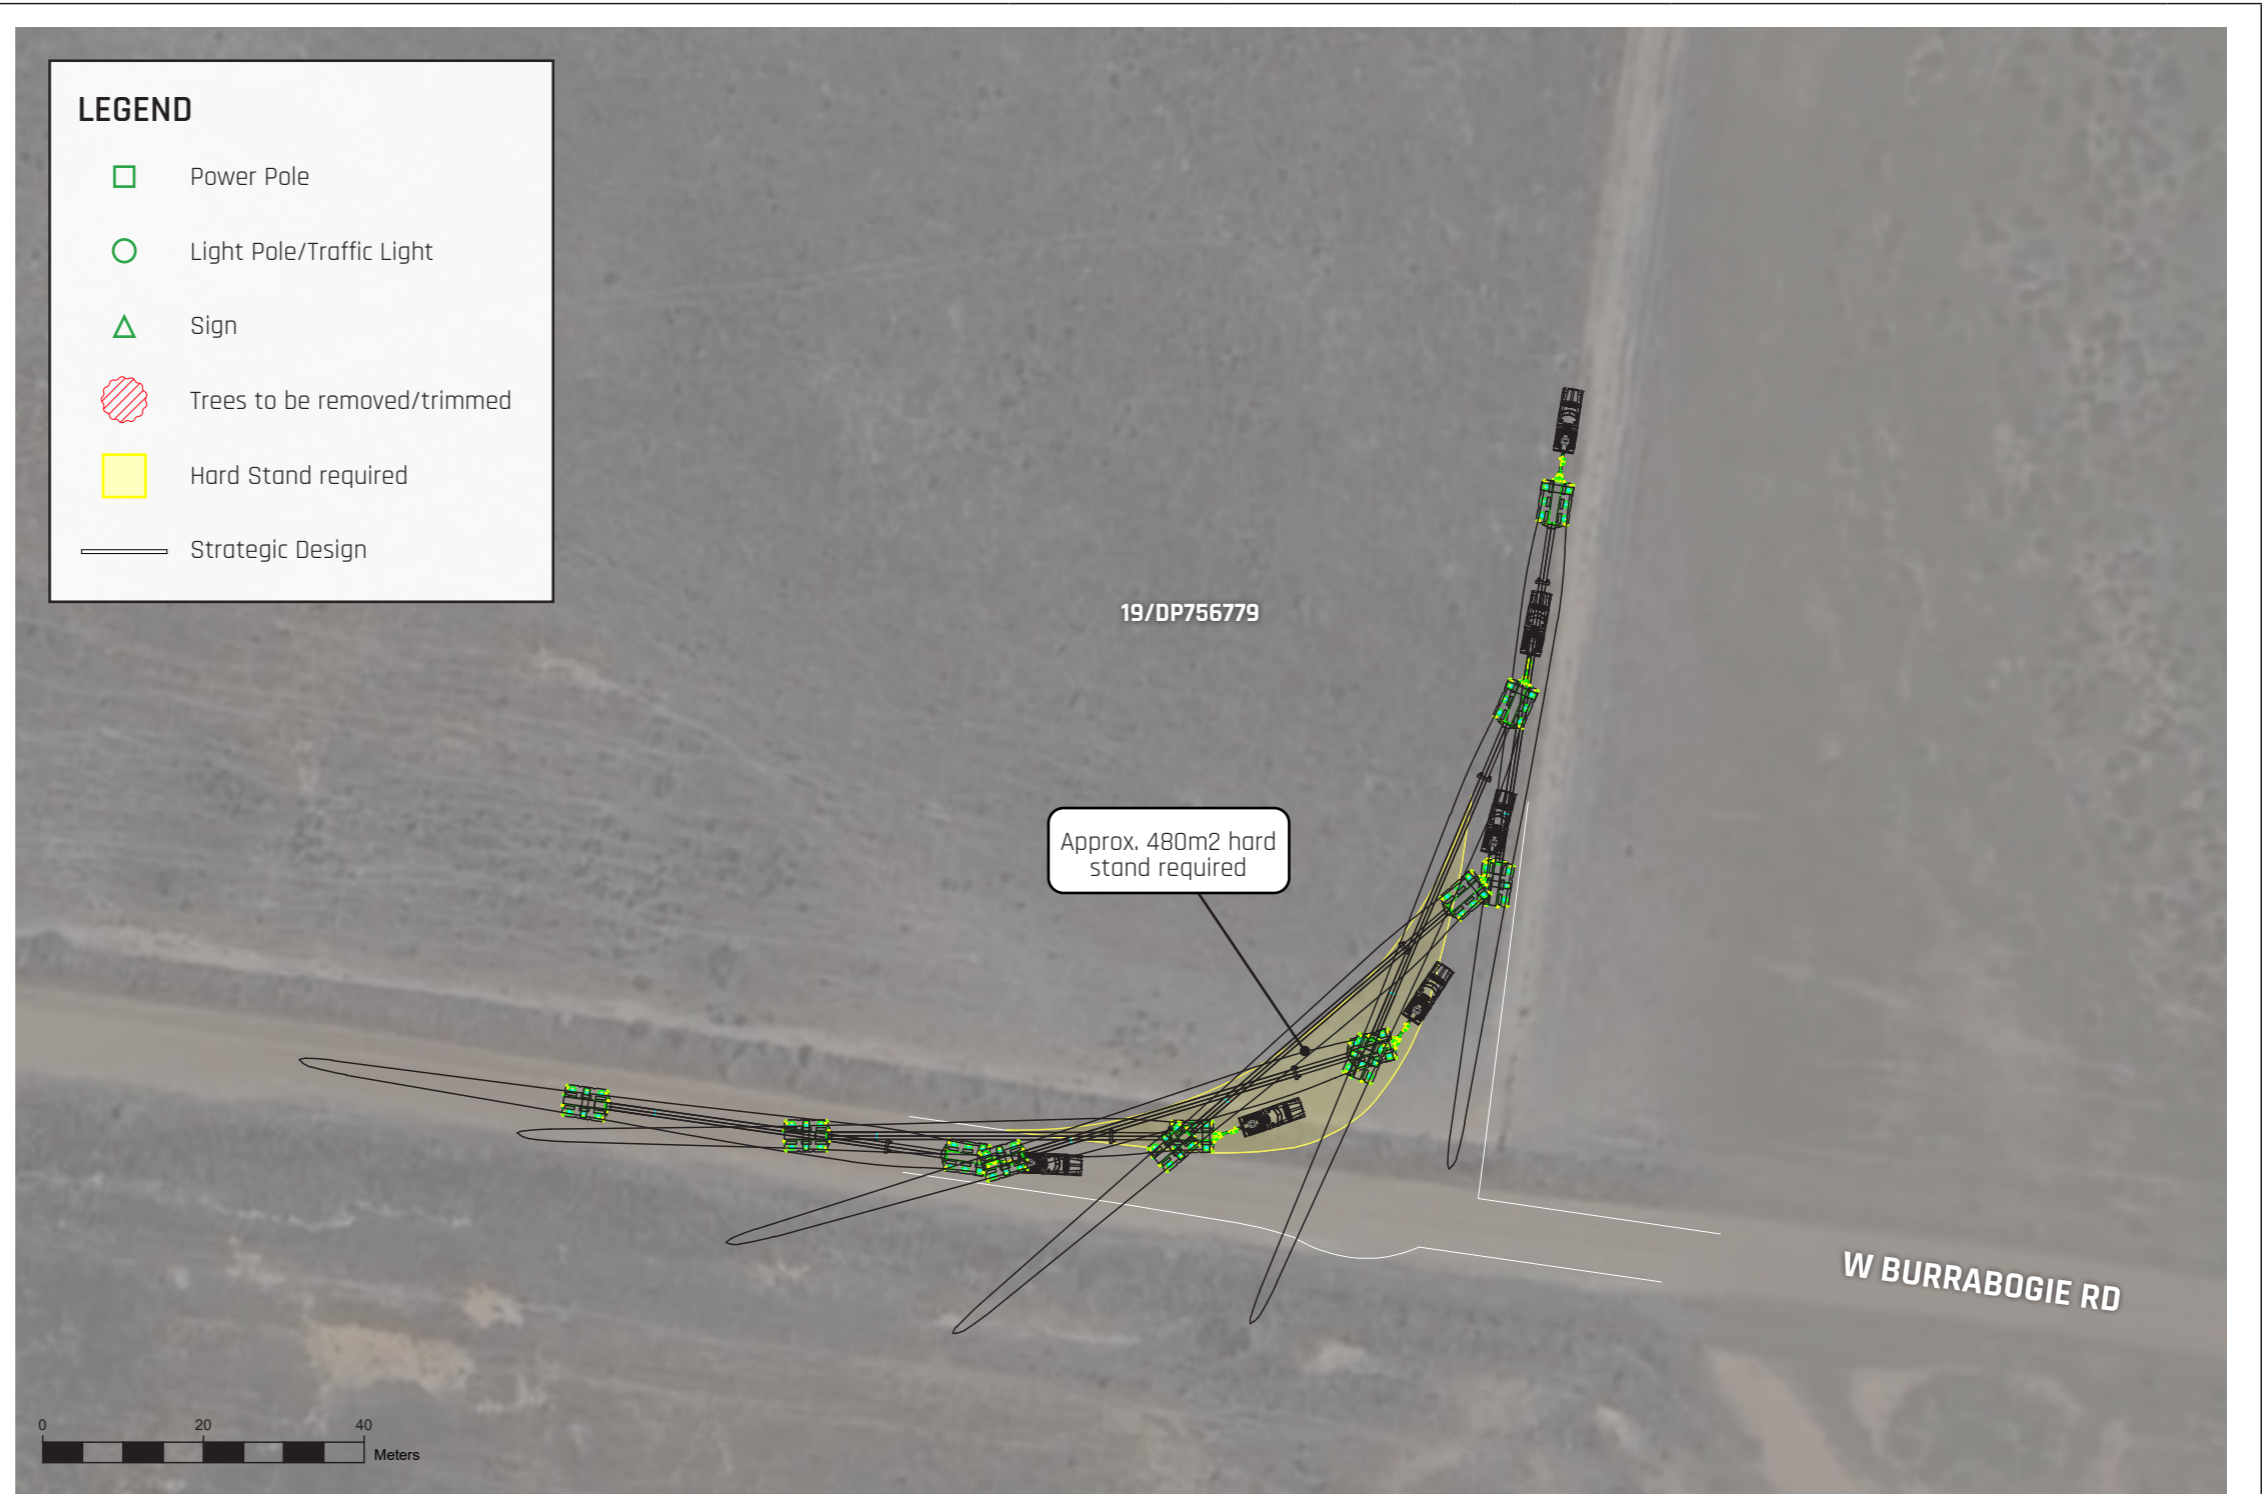 LEGEND
Power Pole
Light Pole/Traffic Light
Sign
Trees to be removed/trimmed
Hard Stand required
Strategic Design
19/DP756779
Approx. 480m2 hard
stand required
W BURRABOGIE RD
0 20 40
Meters